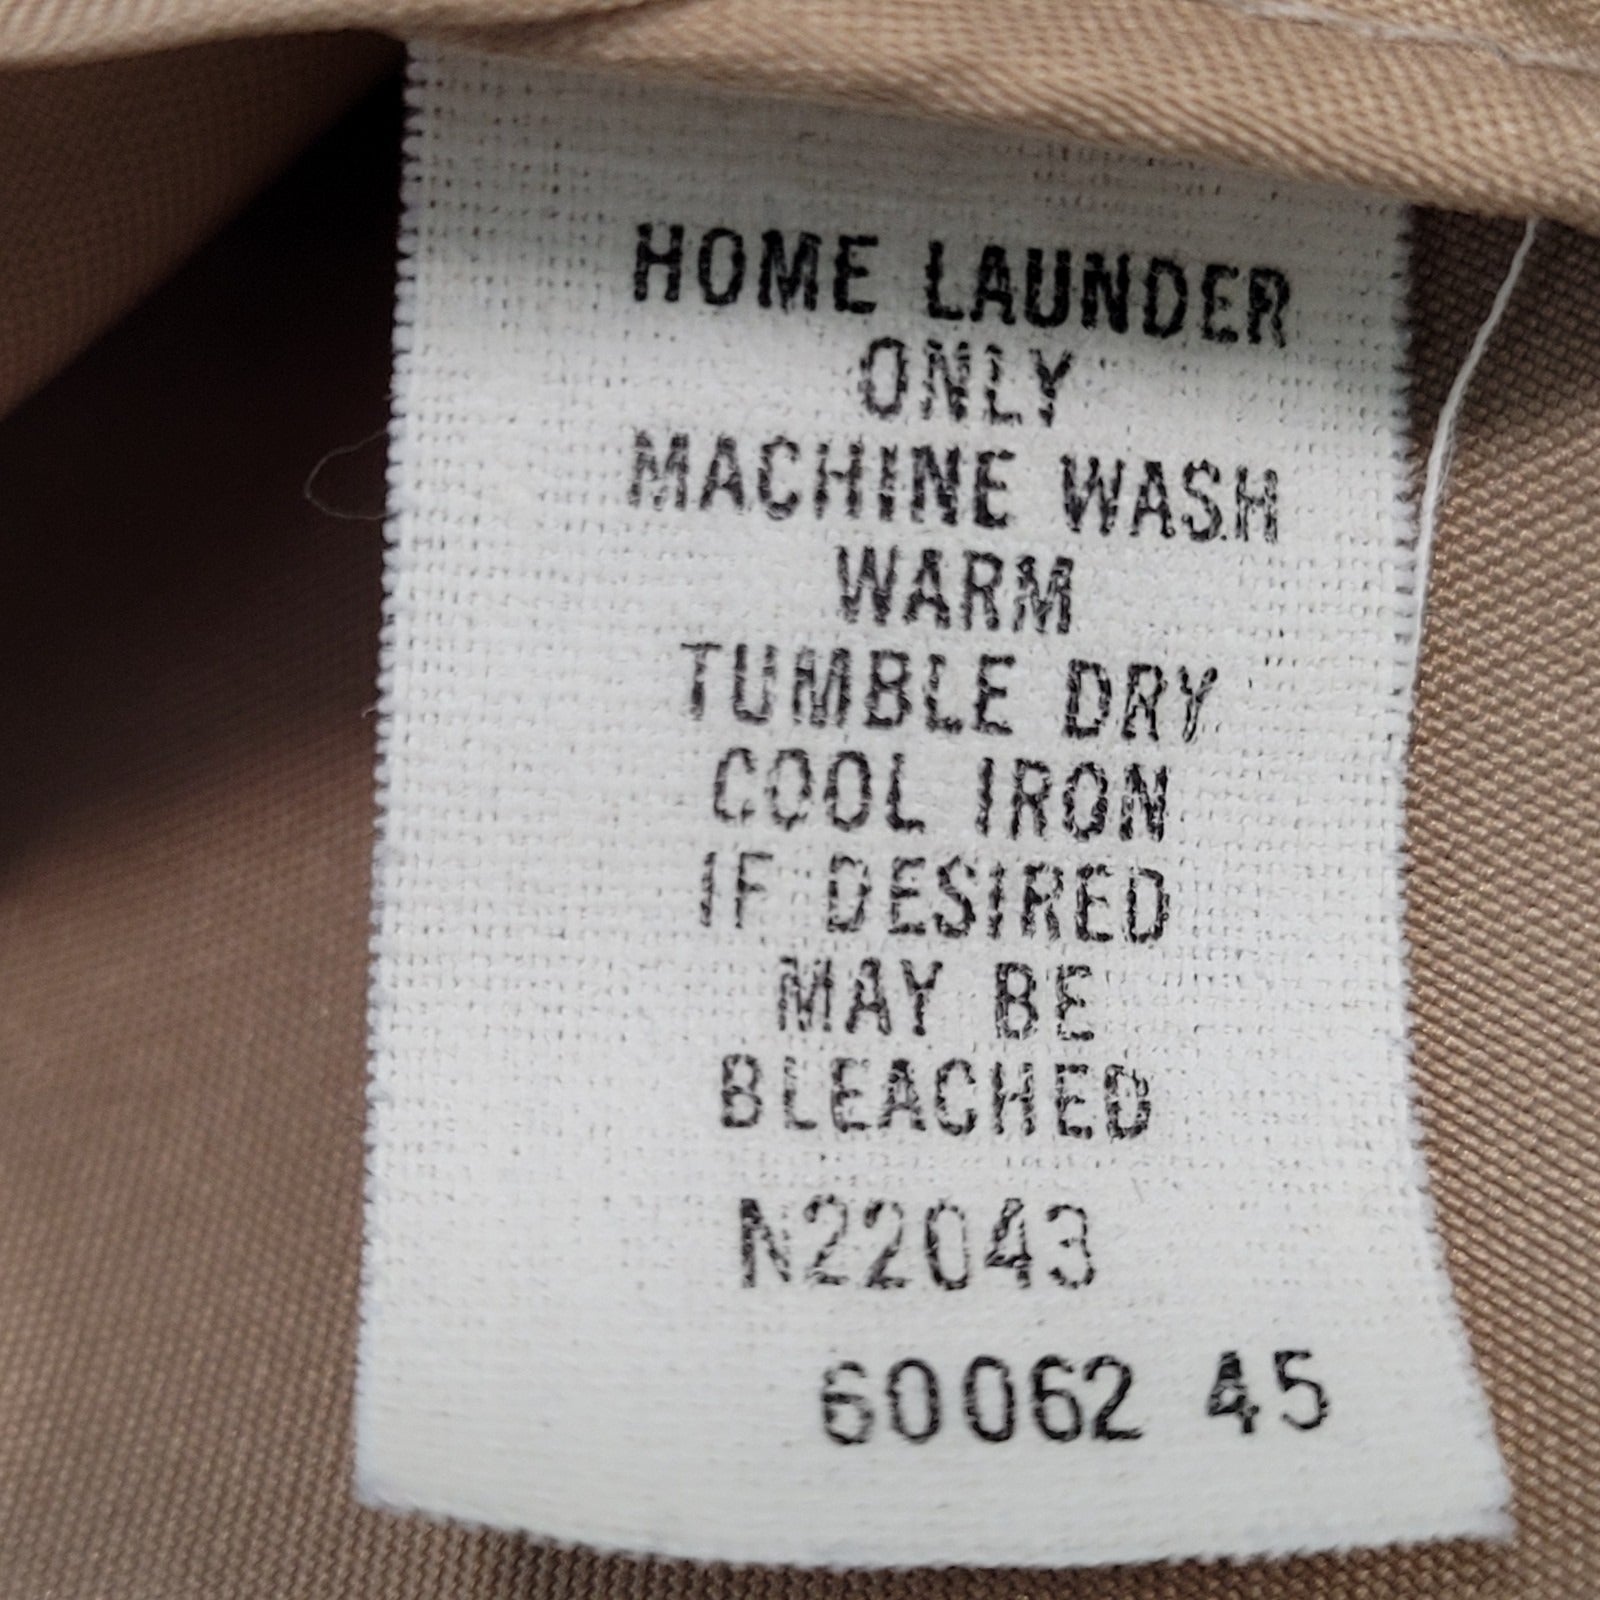 HOME LAUNDER
ONLY
MACHINE WASH
WARM
TUMBLE DRY
COOL IRON
IF DESIRED
MAY BE
BLEACHED
N22043
60062 45